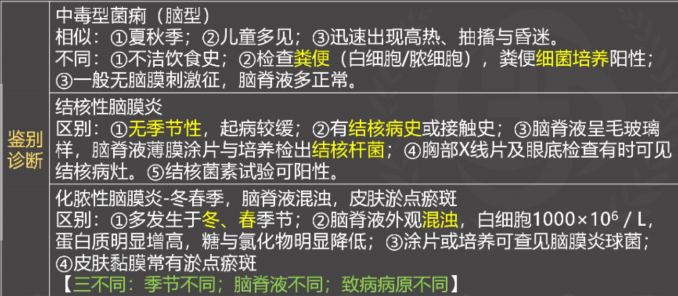 鉴别
诊断
中毒型菌痢（脑型）
相似：①夏秋季；②儿童多见；③迅速出现高热、抽搐与昏迷。
不同：①不洁饮食史；②检查粪便（白细胞/脓细胞），粪便细菌培养阳性；
③一般无脑膜刺激征，脑脊液多正常。
结核性脑膜炎
区别：①无季节性，起病较缓；②有结核病史或接触史；③脑脊液呈毛玻璃
样，脑脊液薄膜涂片与培养检出结核杆菌；④胸部X线片及眼底检查有时可见
结核病灶。⑤结核菌素试验可阳性。
化脓性脑膜炎-冬春季，脑脊液混浊，皮肤淤点瘀斑
区别：①多发生于冬、春季节；②脑脊液外观混浊，白细胞1000×10⁶/L，
蛋白质明显增高，糖与氯化物明显降低；③涂片或培养可查见脑膜炎球菌；
④皮肤黏膜常有淤点瘀斑
【三不同：季节不同；脑脊液不同；致病病原不同】